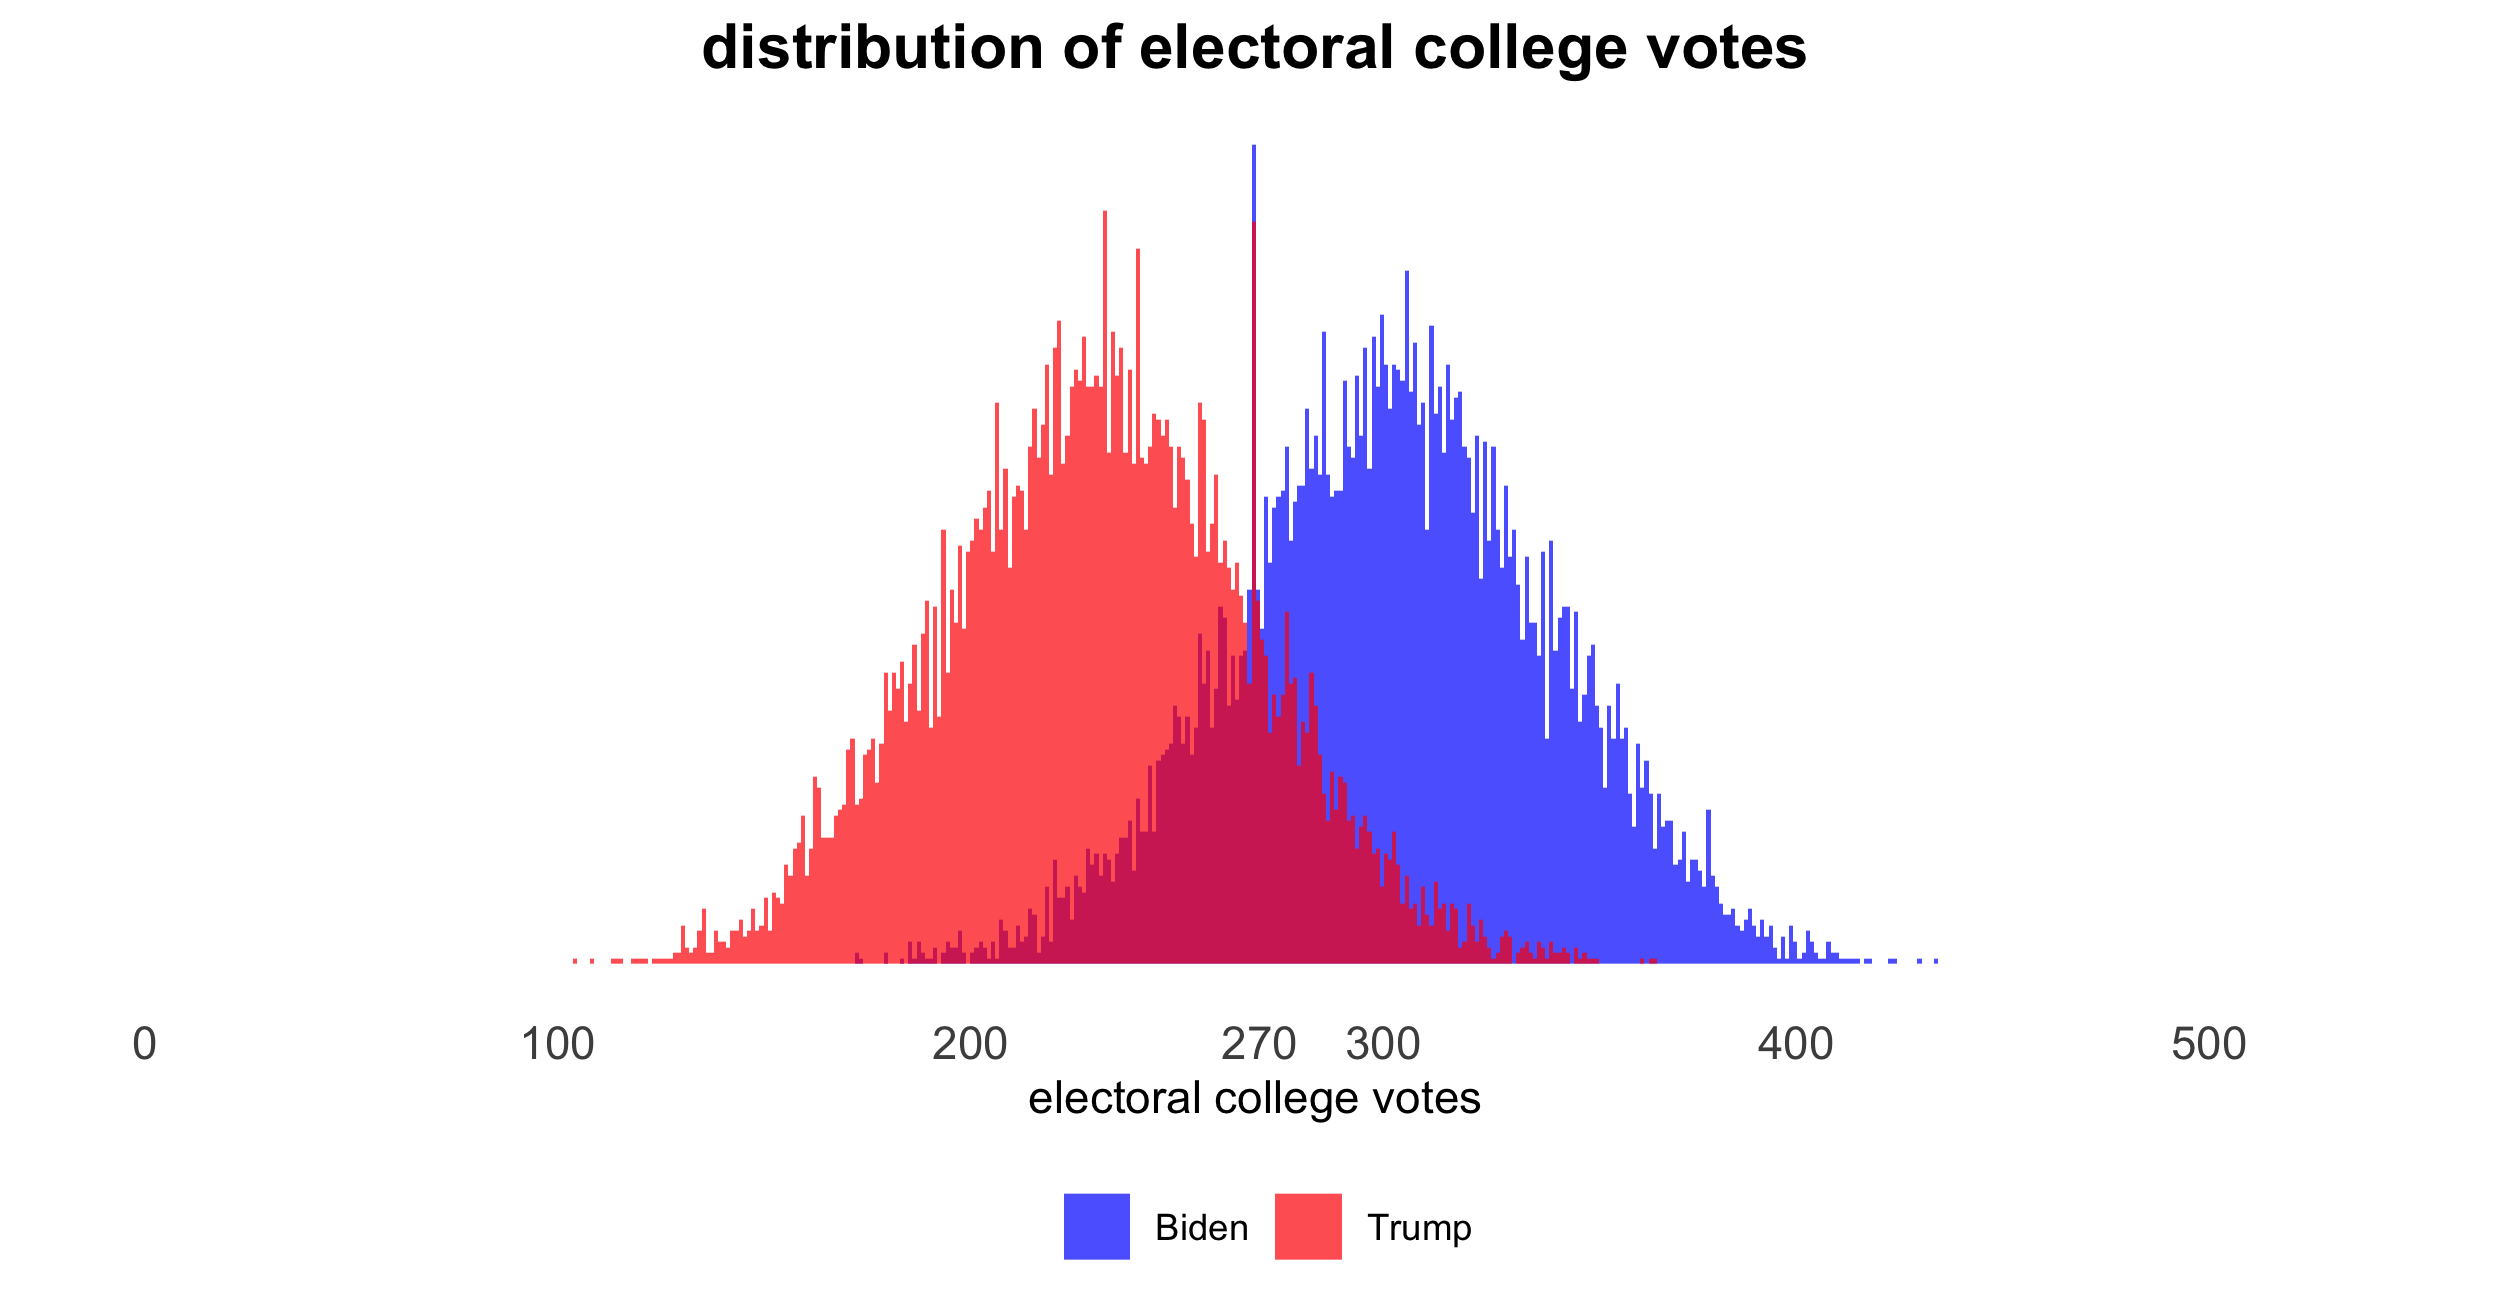 distribution of electoral college votes
0 100 200 270 300 400 500
electoral college votes
Biden Trump